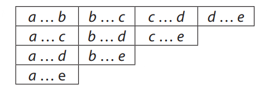 a ... b b ... c c ... d d ... e
a ... c b ... d c ... e
a ... d b ... e
a ... e